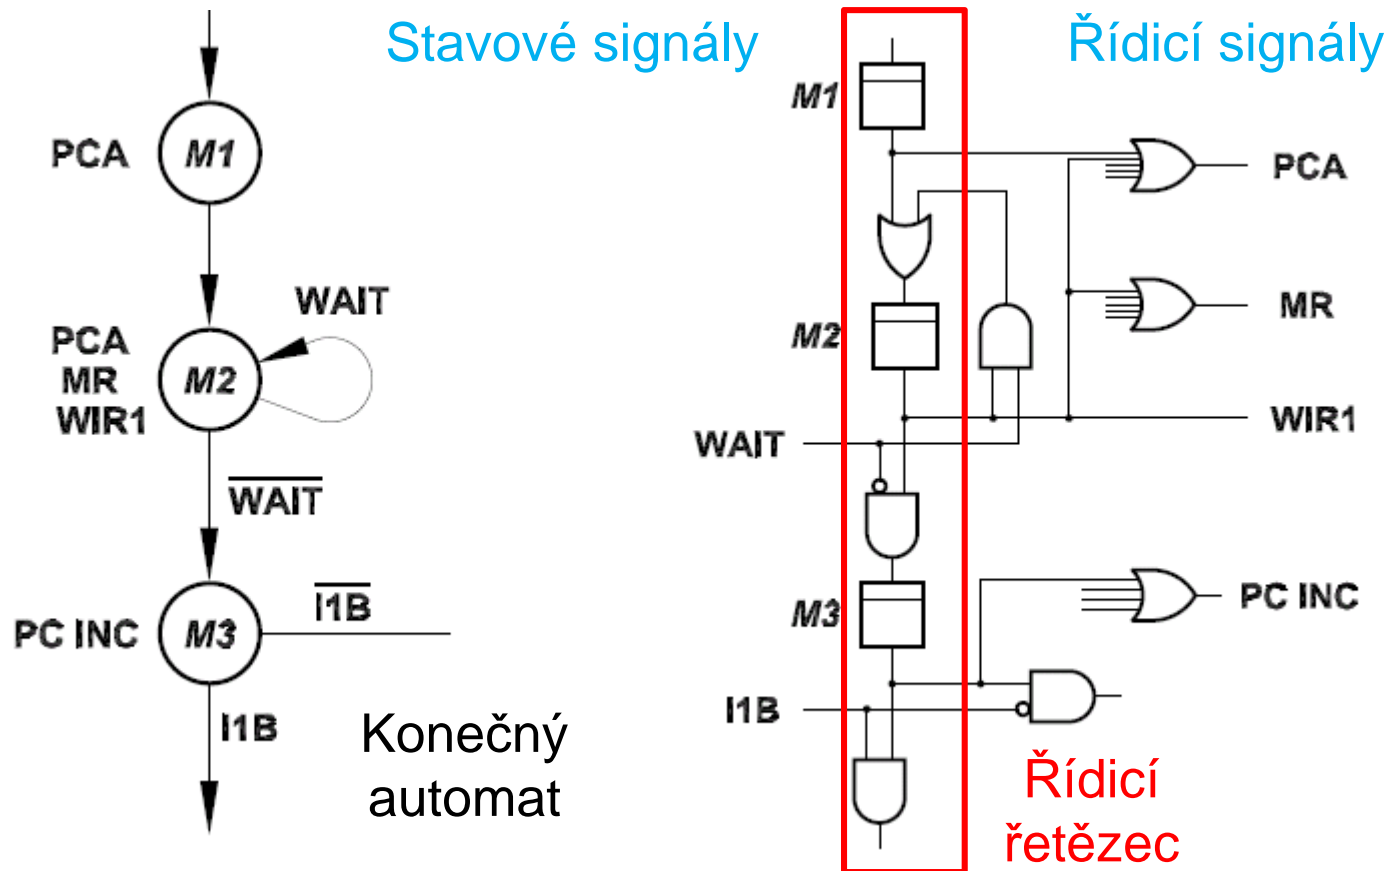 Stavové signály
Řídicí signály
PCA
M1
WAIT
PCA
MR
WIR1
M2
WAIT
PC INC
M3
I1B
I1B
Konečný
automat
M1
PCA
M2
MR
WIR1
WAIT
M3
PC INC
I1B
Řídicí
řetězec